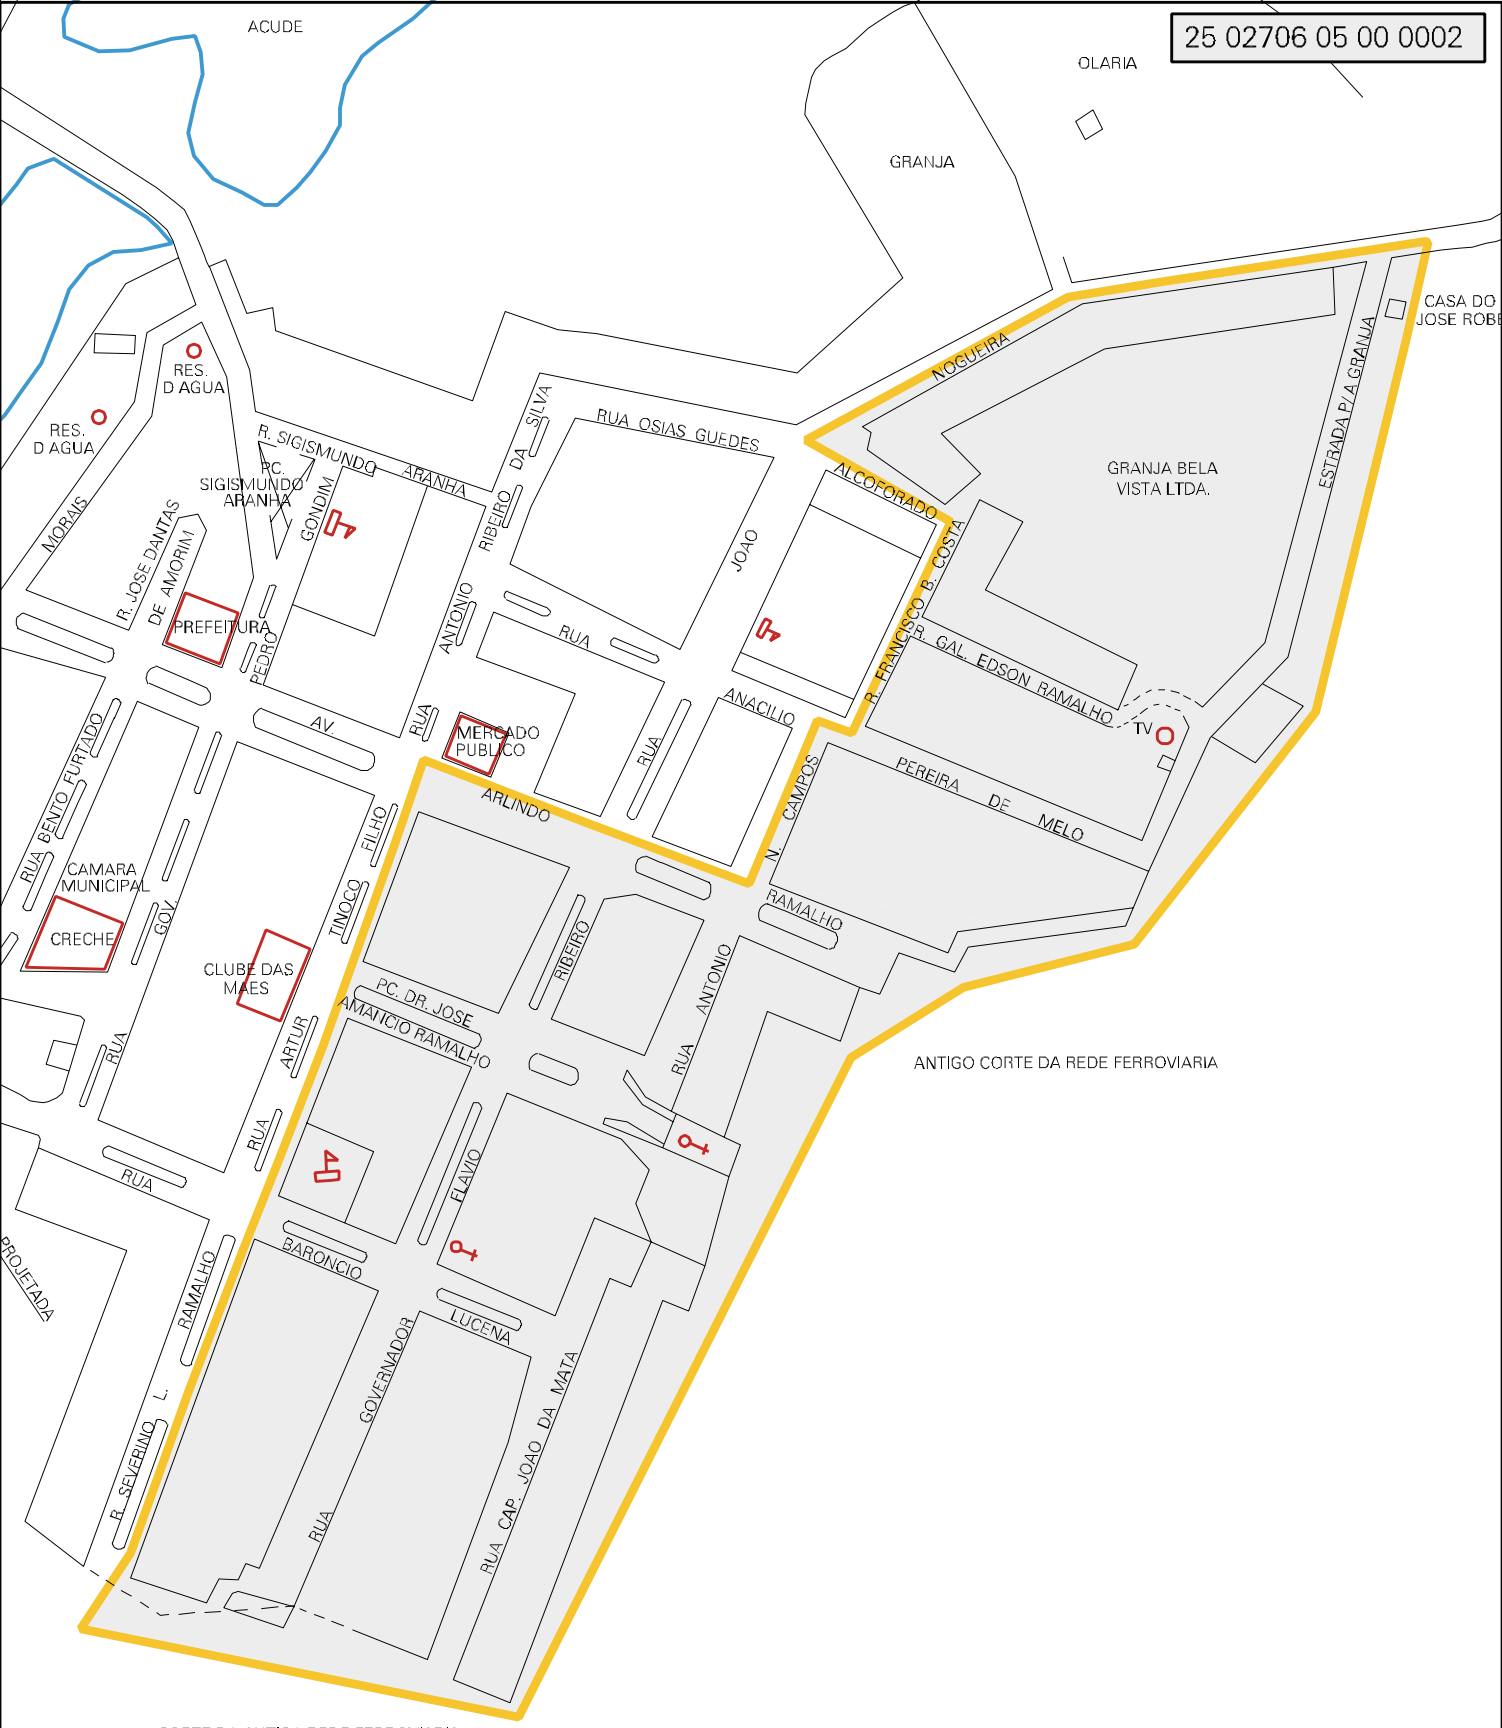 ACUDE
25 02706 05 00 0002
OLARIA
GRANJA
CASA DO
JOSE ROBE
RES.
D AGUA
RES.
D AGUA
NOGUEIRA
ESTRADA P/ A GRANJA
RUA OSIAS GUEDES
DA SILVA
R. SIGISMUNDO
ARANHA
PC.
SIGISMUNDO
ARANHA
GRANJA BELA
VISTA LTDA.
ALCOFORADO
GONDIM
RIBEIRO
MORAIS
R. JOSE DANTAS
DE AMORIM
JOAO
R. FRANCISCO B. COSTA
PREFEITURA
PEDRO
ANTONIO
RUA
R. GAL. EDSON RAMALHO
TV
ANACILIO
AV.
RUA
MERCADO
PUBLICO
RUA
RUA BENTO FURTADO
ARLINDO
N. CAMPOS
PEREIRA DE MELO
FILHO
CAMARA
MUNICIPAL
CRECHE
GOV.
TINOCO
RAMALHO
RIBEIRO
ANTONIO
CLUBE DAS
MAES
PC. DR. JOSE
AMANCIO RAMALHO
ARTUR
RUA
RUA
ANTIGO CORTE DA REDE FERROVIARIA
RUA
RUA
FLAVIO
BARONCIO
PROJETADA
RAMALHO
LUCENA
GOVERNADOR
RUA CAP. JOAO DA MATA
R. SEVERINO L.
RUA